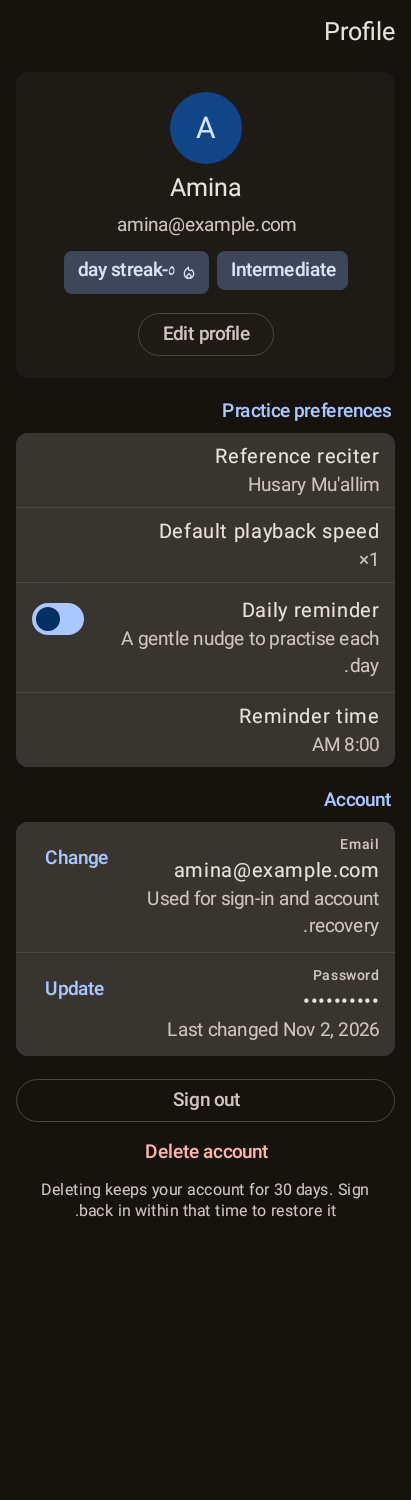 Profile
A
Amina
amina@example.com
day streak-٥ 🔥
Intermediate
Edit profile
Practice preferences
Reference reciter
Husary Mu'allim
Default playback speed
×1
Daily reminder
A gentle nudge to practise each
.day
Reminder time
AM 8:00
Account
Email
Change
amina@example.com
Used for sign-in and account
.recovery
Password
Update
••••••••••
Last changed Nov 2, 2026
Sign out
Delete account
Deleting keeps your account for 30 days. Sign
.back in within that time to restore it